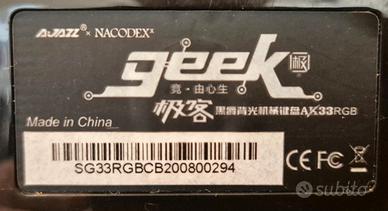 AJAZZ × NACODEX
geek 极
竞·由心生
极客 黑爵背光机械键盘AK33RGB
Made in China
SG33RGBCB200800294
CE FC
subito